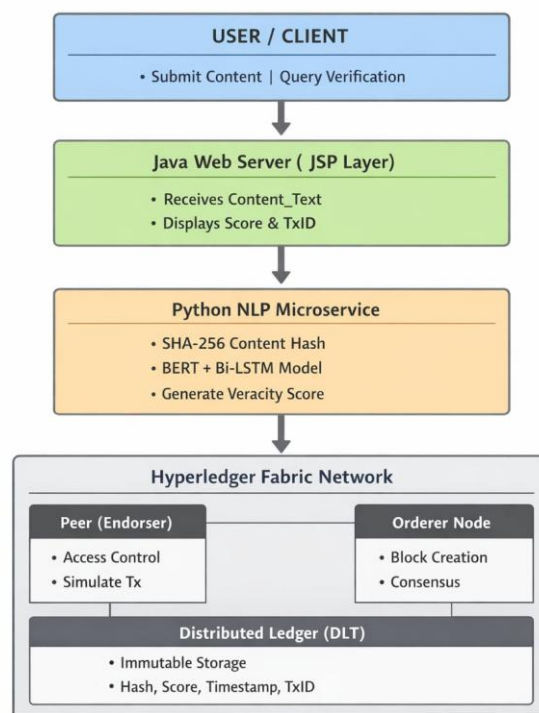 USER / CLIENT
• Submit Content | Query Verification
Java Web Server ( JSP Layer)
• Receives Content_Text
• Displays Score & TxID
Python NLP Microservice
• SHA-256 Content Hash
• BERT + Bi-LSTM Model
• Generate Veracity Score
Hyperledger Fabric Network
Peer (Endorser)
• Access Control
• Simulate Tx
Orderer Node
• Block Creation
• Consensus
Distributed Ledger (DLT)
• Immutable Storage
• Hash, Score, Timestamp, TxID